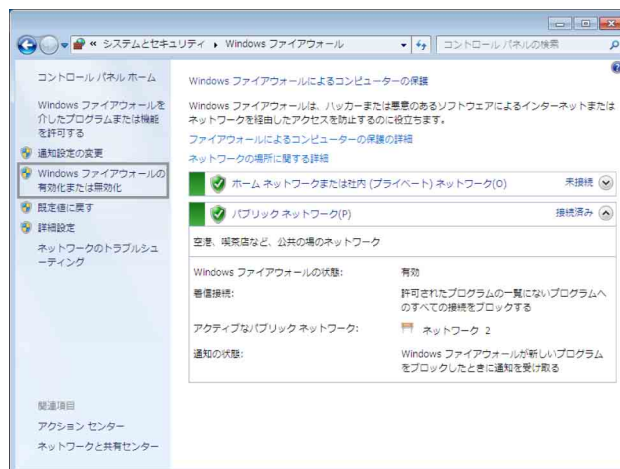 « システムとセキュリティ ▸ Windows ファイアウォール
コントロール パネルの検索
コントロール パネル ホーム
Windows ファイアウォールを
介したプログラムまたは機能
を許可する
通知設定の変更
Windows ファイアウォールの
有効化または無効化
既定値に戻す
詳細設定
ネットワークのトラブルシュ
ーティング
関連項目
アクション センター
ネットワークと共有センター
Windows ファイアウォールによるコンピューターの保護
Windows ファイアウォールは、ハッカーまたは悪意のあるソフトウェアによるインターネットまたは
ネットワークを経由したアクセスを防止するのに役立ちます。
ファイアウォールによるコンピューターの保護の詳細
ネットワークの場所に関する詳細
ホーム ネットワークまたは社内 (プライベート) ネットワーク(O) 未接続
パブリック ネットワーク(P) 接続済み
空港、喫茶店など、公共の場のネットワーク
Windows ファイアウォールの状態: 有効
着信接続: 許可されたプログラムの一覧にないプログラムへ
のすべての接続をブロックする
アクティブなパブリック ネットワーク: ネットワーク 2
通知の状態: Windows ファイアウォールが新しいプログラム
をブロックしたときに通知を受け取る